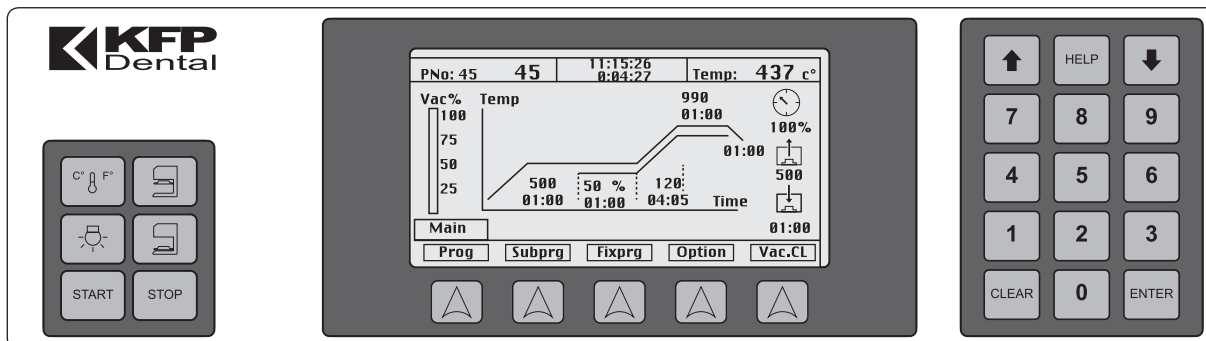 KFP
Dental
C° F°
START STOP
PNo: 45 45 11:15:26 Temp: 437 c°
0:04:27
Vac% Temp 990
100 01:00
100%
75
01:00
50
500
25 500 50 % 120
01:00 01:00 04:05 Time
Main 01:00
Prog Subprg Fixprg Option Vac.CL
HELP
7 8 9
4 5 6
1 2 3
CLEAR 0 ENTER